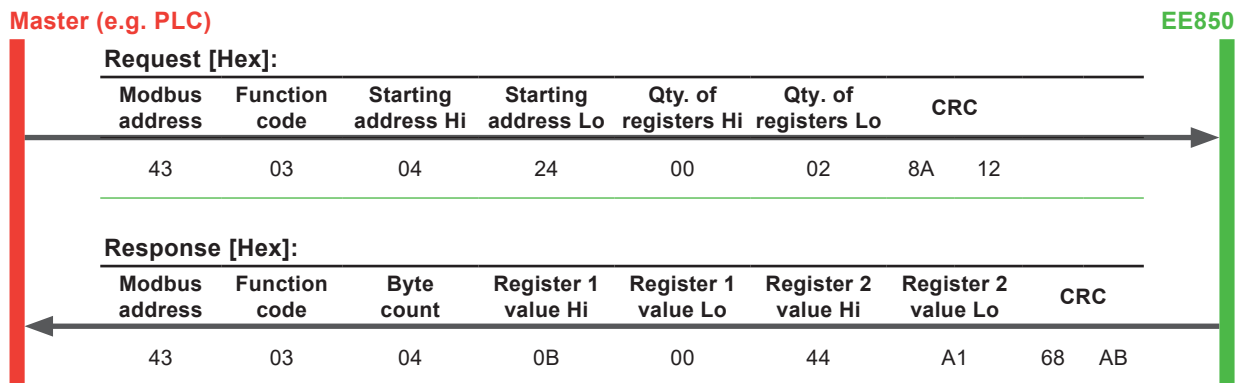 Master (e.g. PLC) EE850
Request [Hex]:
Modbus Function Starting Starting Qty. of Qty. of CRC
address code address Hi address Lo registers Hi registers Lo
43 03 04 24 00 02 8A 12
Response [Hex]:
Modbus Function Byte Register 1 Register 1 Register 2 Register 2 CRC
address code count value Hi value Lo value Hi value Lo
43 03 04 0B 00 44 A1 68 AB